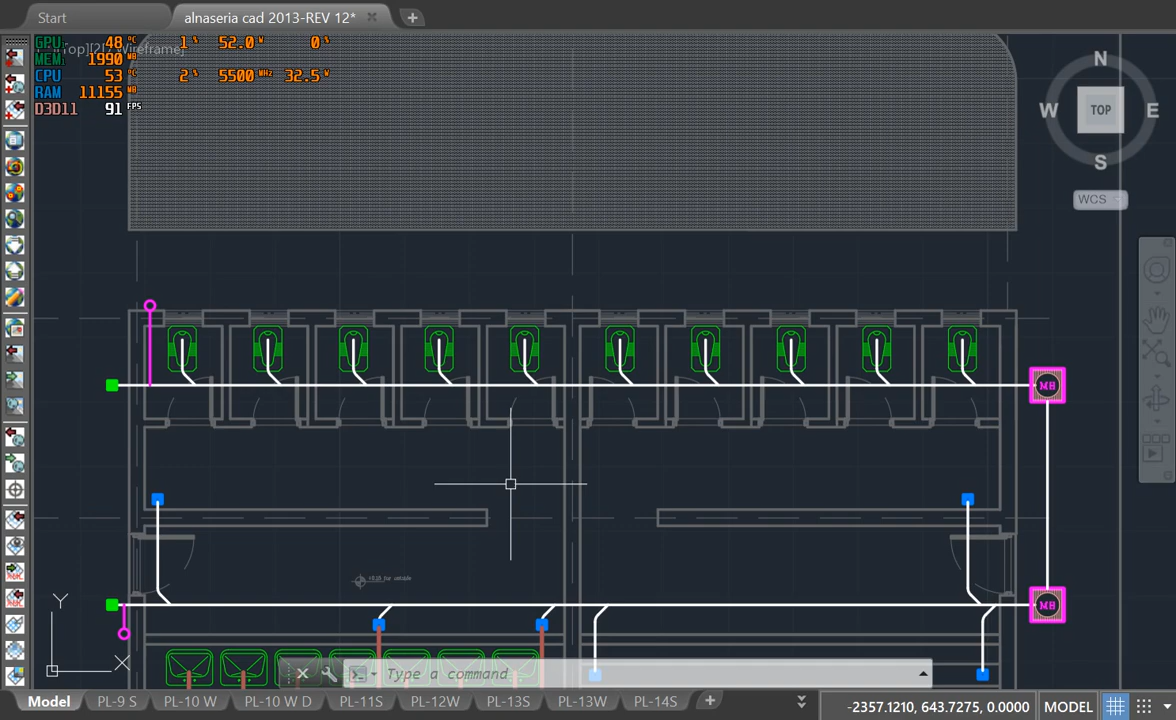 Start
alnaseria cad 2013-REV 12*
GPU 48 °C 1 % 52.0 W 0 %
MEM 1990 MB
CPU 53 °C 2 % 5500 MHz 32.5 W
RAM 11155 MB
D3D11 91 FPS
Top][2D Wireframe]
N
W TOP E
S
WCS
MH
MH
Y
X
Type a command
Model PL-9 S PL-10 W PL-10 W D PL-11S PL-12W PL-13S PL-13W PL-14S
-2357.1210, 643.7275, 0.0000 MODEL